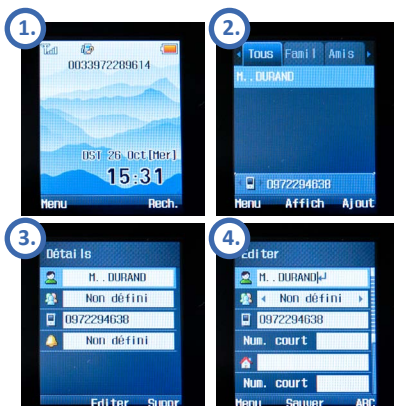 1.
0033972289614
DST 26 Oct[Mer]
15:31
Menu Rech.
2.
Tous Famil Amis
M..DURAND
0972294638
Menu Affich Ajout
3.
Détails
M..DURAND
Non défini
0972294638
Non défini
Editer Suppr
4.
Editer
M..DURAND
Non défini
0972294638
Num. court
Num. court
Menu Sauver ABC